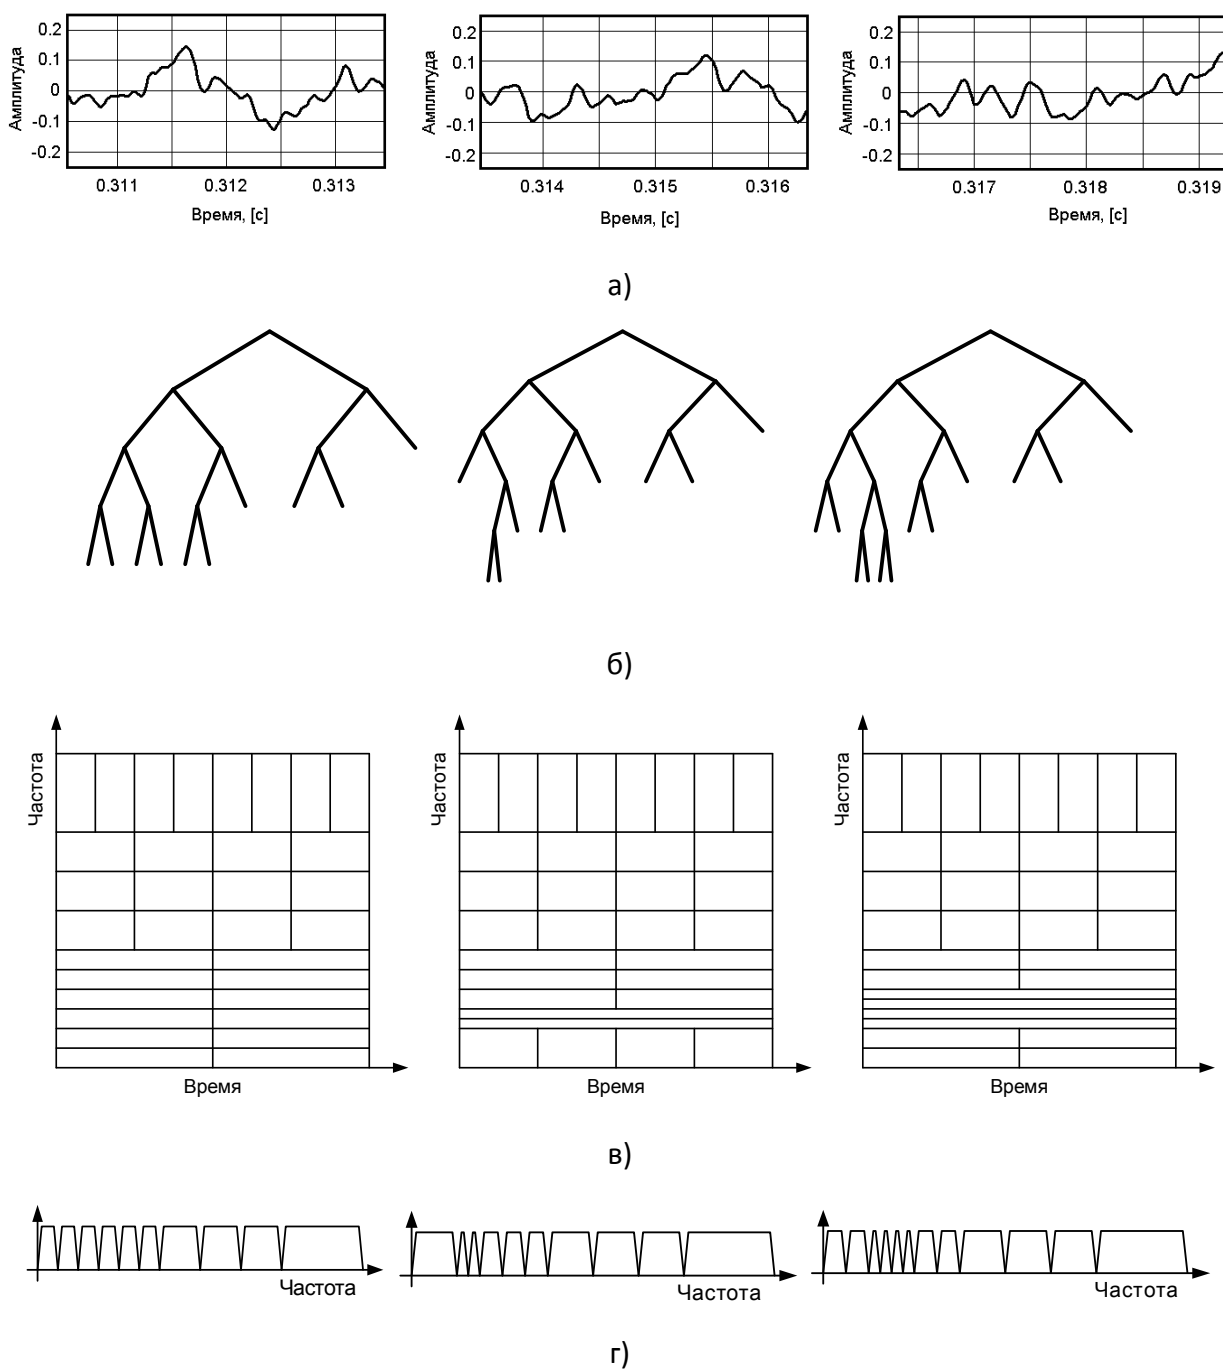 0.2
0.1
0
-0.1
-0.2
Амплитуда
0.311 0.312 0.313
Время, [с]
0.2
0.1
0
-0.1
-0.2
Амплитуда
0.314 0.315 0.316
Время, [с]
0.2
0.1
0
-0.1
-0.2
Амплитуда
0.317 0.318 0.319
Время, [с]
а)
б)
Частота
Время
Частота
Время
Частота
Время
в)
Частота
Частота
Частота
г)